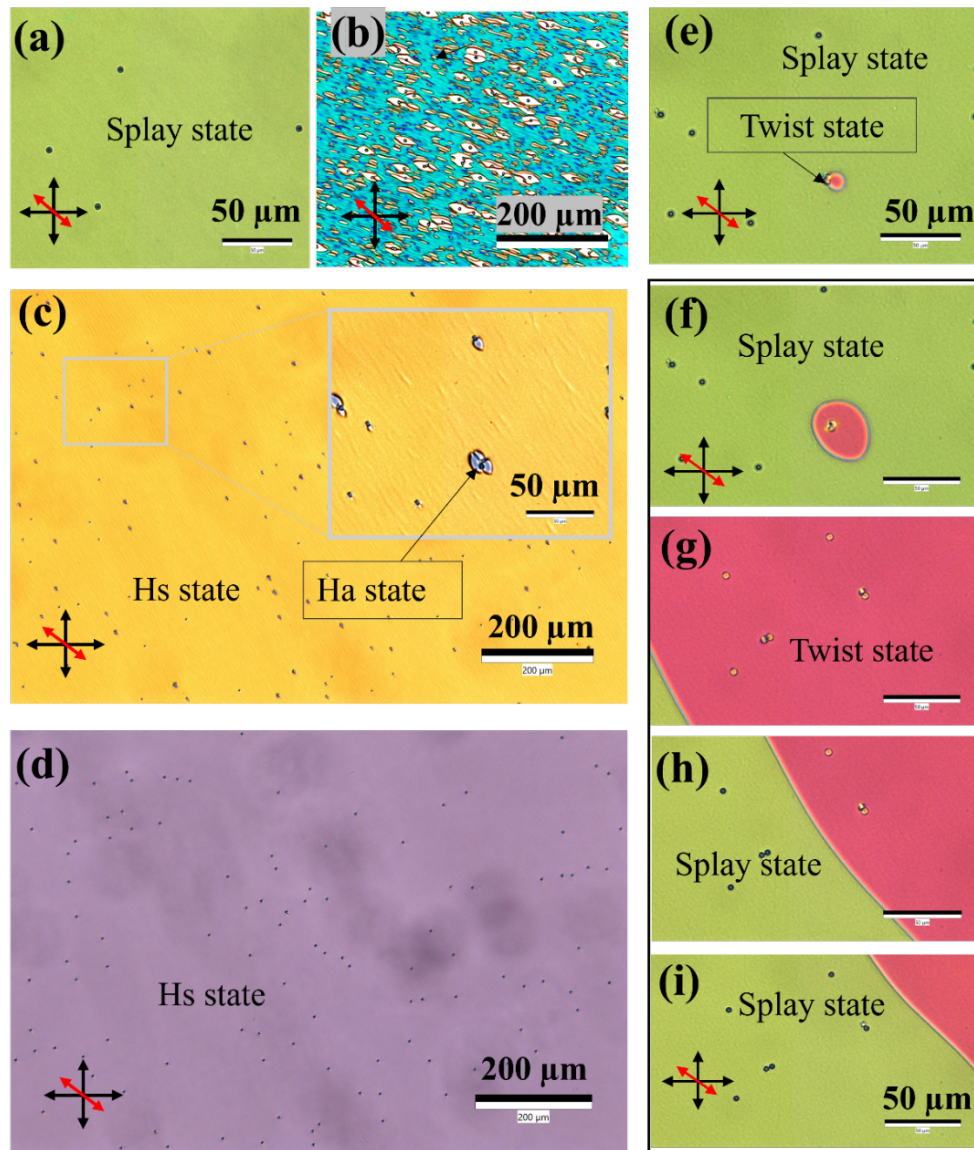 (a)
Splay state
50 µm
(b)
200 µm
(c)
50 µm
Hs state
Ha state
200 µm
200 µm
(d)
Hs state
200 µm
200 µm
(e)
Splay state
Twist state
50 µm
(f)
Splay state
(g)
Twist state
(h)
Splay state
(i)
Splay state
50 µm